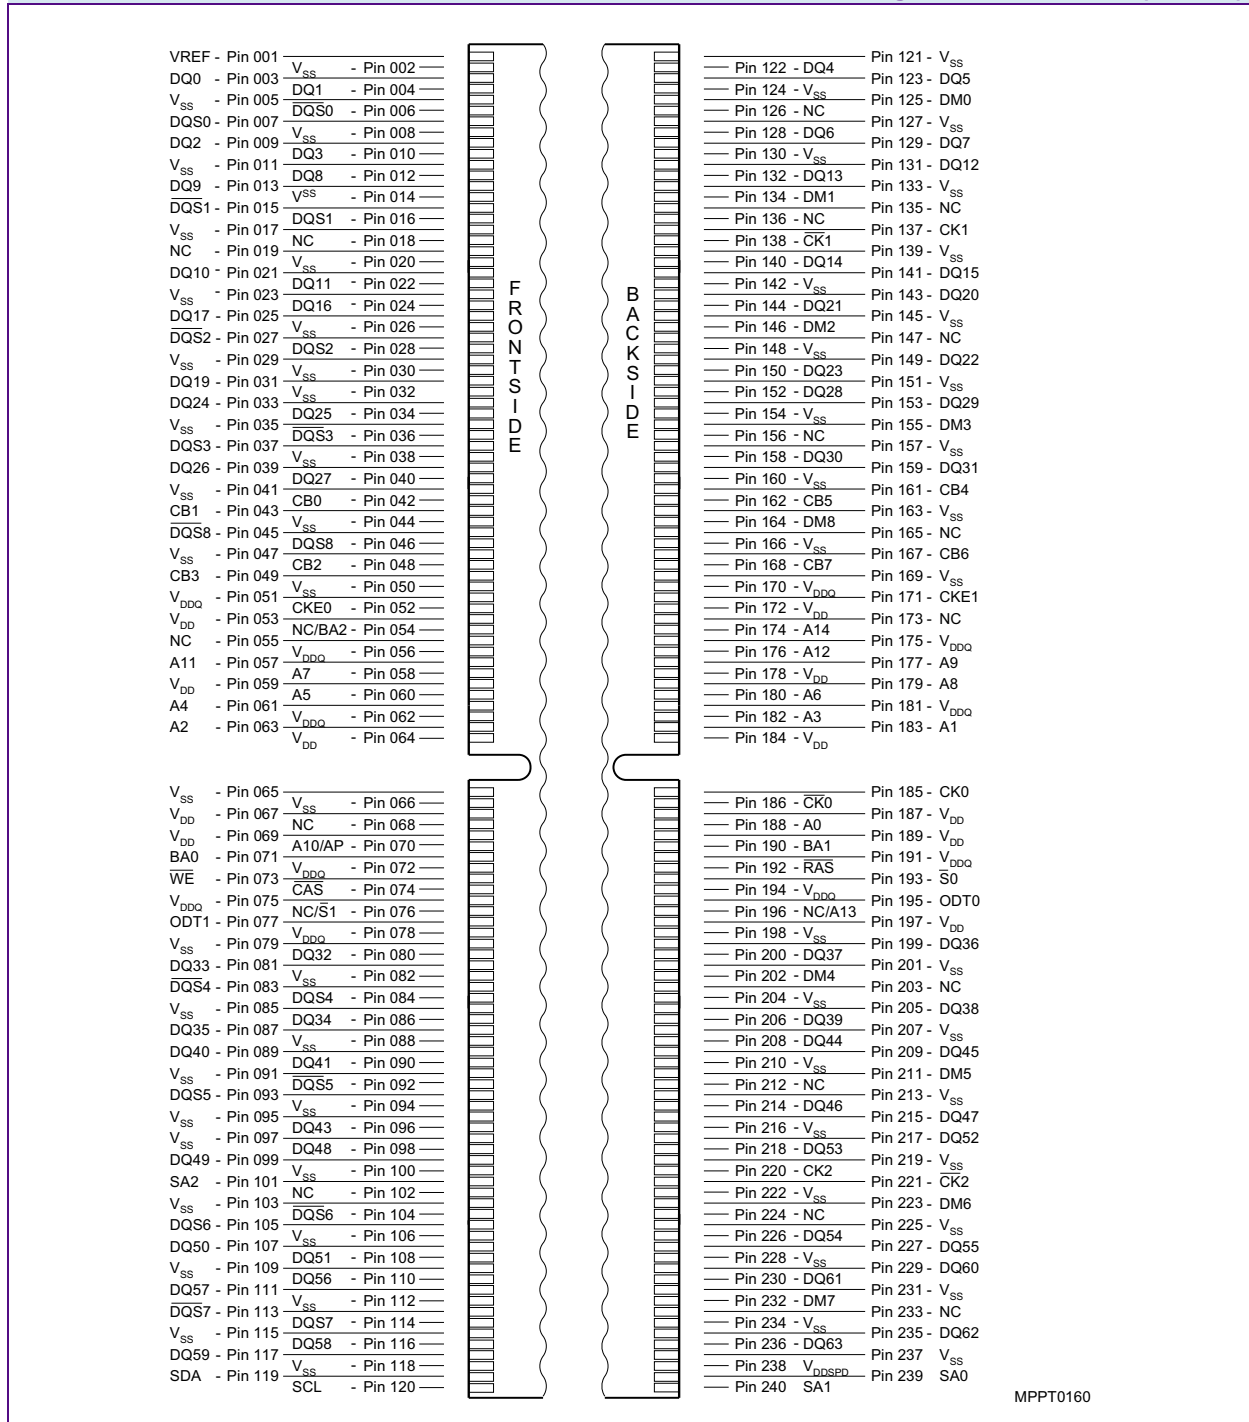 VREF - Pin 001
VSS - Pin 002
DQ0 - Pin 003
DQ1 - Pin 004
VSS - Pin 005
DQS0 - Pin 006
DQS0 - Pin 007
VSS - Pin 008
DQ2 - Pin 009
DQ3 - Pin 010
VSS - Pin 011
DQ8 - Pin 012
DQ9 - Pin 013
VSS - Pin 014
DQS1 - Pin 015
DQS1 - Pin 016
VSS - Pin 017
NC - Pin 018
NC - Pin 019
VSS - Pin 020
DQ10 - Pin 021
DQ11 - Pin 022
VSS - Pin 023
DQ16 - Pin 024
DQ17 - Pin 025
VSS - Pin 026
DQS2 - Pin 027
DQS2 - Pin 028
VSS - Pin 029
VSS - Pin 030
DQ19 - Pin 031
VSS - Pin 032
DQ24 - Pin 033
DQ25 - Pin 034
VSS - Pin 035
DQS3 - Pin 036
DQS3 - Pin 037
VSS - Pin 038
DQ26 - Pin 039
DQ27 - Pin 040
VSS - Pin 041
CB0 - Pin 042
CB1 - Pin 043
VSS - Pin 044
DQS8 - Pin 045
DQS8 - Pin 046
VSS - Pin 047
CB2 - Pin 048
CB3 - Pin 049
VSS - Pin 050
VDDQ - Pin 051
CKE0 - Pin 052
VDD - Pin 053
NC/BA2 - Pin 054
NC - Pin 055
VDDQ - Pin 056
A11 - Pin 057
A7 - Pin 058
VDD - Pin 059
A5 - Pin 060
A4 - Pin 061
VDDQ - Pin 062
A2 - Pin 063
VDD - Pin 064
VSS - Pin 065
VSS - Pin 066
VDD - Pin 067
NC - Pin 068
VDD - Pin 069
A10/AP - Pin 070
BA0 - Pin 071
VDDQ - Pin 072
WE - Pin 073
CAS - Pin 074
VDDQ - Pin 075
NC/S1 - Pin 076
ODT1 - Pin 077
VDDQ - Pin 078
VSS - Pin 079
DQ32 - Pin 080
DQ33 - Pin 081
VSS - Pin 082
DQS4 - Pin 083
DQS4 - Pin 084
VSS - Pin 085
DQ34 - Pin 086
DQ35 - Pin 087
VSS - Pin 088
DQ40 - Pin 089
DQ41 - Pin 090
VSS - Pin 091
DQS5 - Pin 092
DQS5 - Pin 093
VSS - Pin 094
VSS - Pin 095
DQ43 - Pin 096
VSS - Pin 097
DQ48 - Pin 098
DQ49 - Pin 099
VSS - Pin 100
SA2 - Pin 101
NC - Pin 102
VSS - Pin 103
DQS6 - Pin 104
DQS6 - Pin 105
VSS - Pin 106
DQ50 - Pin 107
DQ51 - Pin 108
VSS - Pin 109
DQ56 - Pin 110
DQ57 - Pin 111
VSS - Pin 112
DQS7 - Pin 113
DQS7 - Pin 114
VSS - Pin 115
DQ58 - Pin 116
DQ59 - Pin 117
VSS - Pin 118
SDA - Pin 119
SCL - Pin 120
FRONTSIDE
BACKSIDE
Pin 121 - VSS
Pin 122 - DQ4
Pin 123 - DQ5
Pin 124 - VSS
Pin 125 - DM0
Pin 126 - NC
Pin 127 - VSS
Pin 128 - DQ6
Pin 129 - DQ7
Pin 130 - VSS
Pin 131 - DQ12
Pin 132 - DQ13
Pin 133 - VSS
Pin 134 - DM1
Pin 135 - NC
Pin 136 - NC
Pin 137 - CK1
Pin 138 - CK1
Pin 139 - VSS
Pin 140 - DQ14
Pin 141 - DQ15
Pin 142 - VSS
Pin 143 - DQ20
Pin 144 - DQ21
Pin 145 - VSS
Pin 146 - DM2
Pin 147 - NC
Pin 148 - VSS
Pin 149 - DQ22
Pin 150 - DQ23
Pin 151 - VSS
Pin 152 - DQ28
Pin 153 - DQ29
Pin 154 - VSS
Pin 155 - DM3
Pin 156 - NC
Pin 157 - VSS
Pin 158 - DQ30
Pin 159 - DQ31
Pin 160 - VSS
Pin 161 - CB4
Pin 162 - CB5
Pin 163 - VSS
Pin 164 - DM8
Pin 165 - NC
Pin 166 - VSS
Pin 167 - CB6
Pin 168 - CB7
Pin 169 - VSS
Pin 170 - VDDQ
Pin 171 - CKE1
Pin 172 - VDD
Pin 173 - NC
Pin 174 - A14
Pin 175 - VDDQ
Pin 176 - A12
Pin 177 - A9
Pin 178 - VDD
Pin 179 - A8
Pin 180 - A6
Pin 181 - VDDQ
Pin 182 - A3
Pin 183 - A1
Pin 184 - VDD
Pin 185 - CK0
Pin 186 - CK0
Pin 187 - VDD
Pin 188 - A0
Pin 189 - VDD
Pin 190 - BA1
Pin 191 - VDDQ
Pin 192 - RAS
Pin 193 - S0
Pin 194 - VDDQ
Pin 195 - ODT0
Pin 196 - NC/A13
Pin 197 - VDD
Pin 198 - VSS
Pin 199 - DQ36
Pin 200 - DQ37
Pin 201 - VSS
Pin 202 - DM4
Pin 203 - NC
Pin 204 - VSS
Pin 205 - DQ38
Pin 206 - DQ39
Pin 207 - VSS
Pin 208 - DQ44
Pin 209 - DQ45
Pin 210 - VSS
Pin 211 - DM5
Pin 212 - NC
Pin 213 - VSS
Pin 214 - DQ46
Pin 215 - DQ47
Pin 216 - VSS
Pin 217 - DQ52
Pin 218 - DQ53
Pin 219 - VSS
Pin 220 - CK2
Pin 221 - CK2
Pin 222 - VSS
Pin 223 - DM6
Pin 224 - NC
Pin 225 - VSS
Pin 226 - DQ54
Pin 227 - DQ55
Pin 228 - VSS
Pin 229 - DQ60
Pin 230 - DQ61
Pin 231 - VSS
Pin 232 - DM7
Pin 233 - NC
Pin 234 - VSS
Pin 235 - DQ62
Pin 236 - DQ63
Pin 237 VSS
Pin 238 VDDSPD
Pin 239 SA0
Pin 240 SA1
MPPT0160